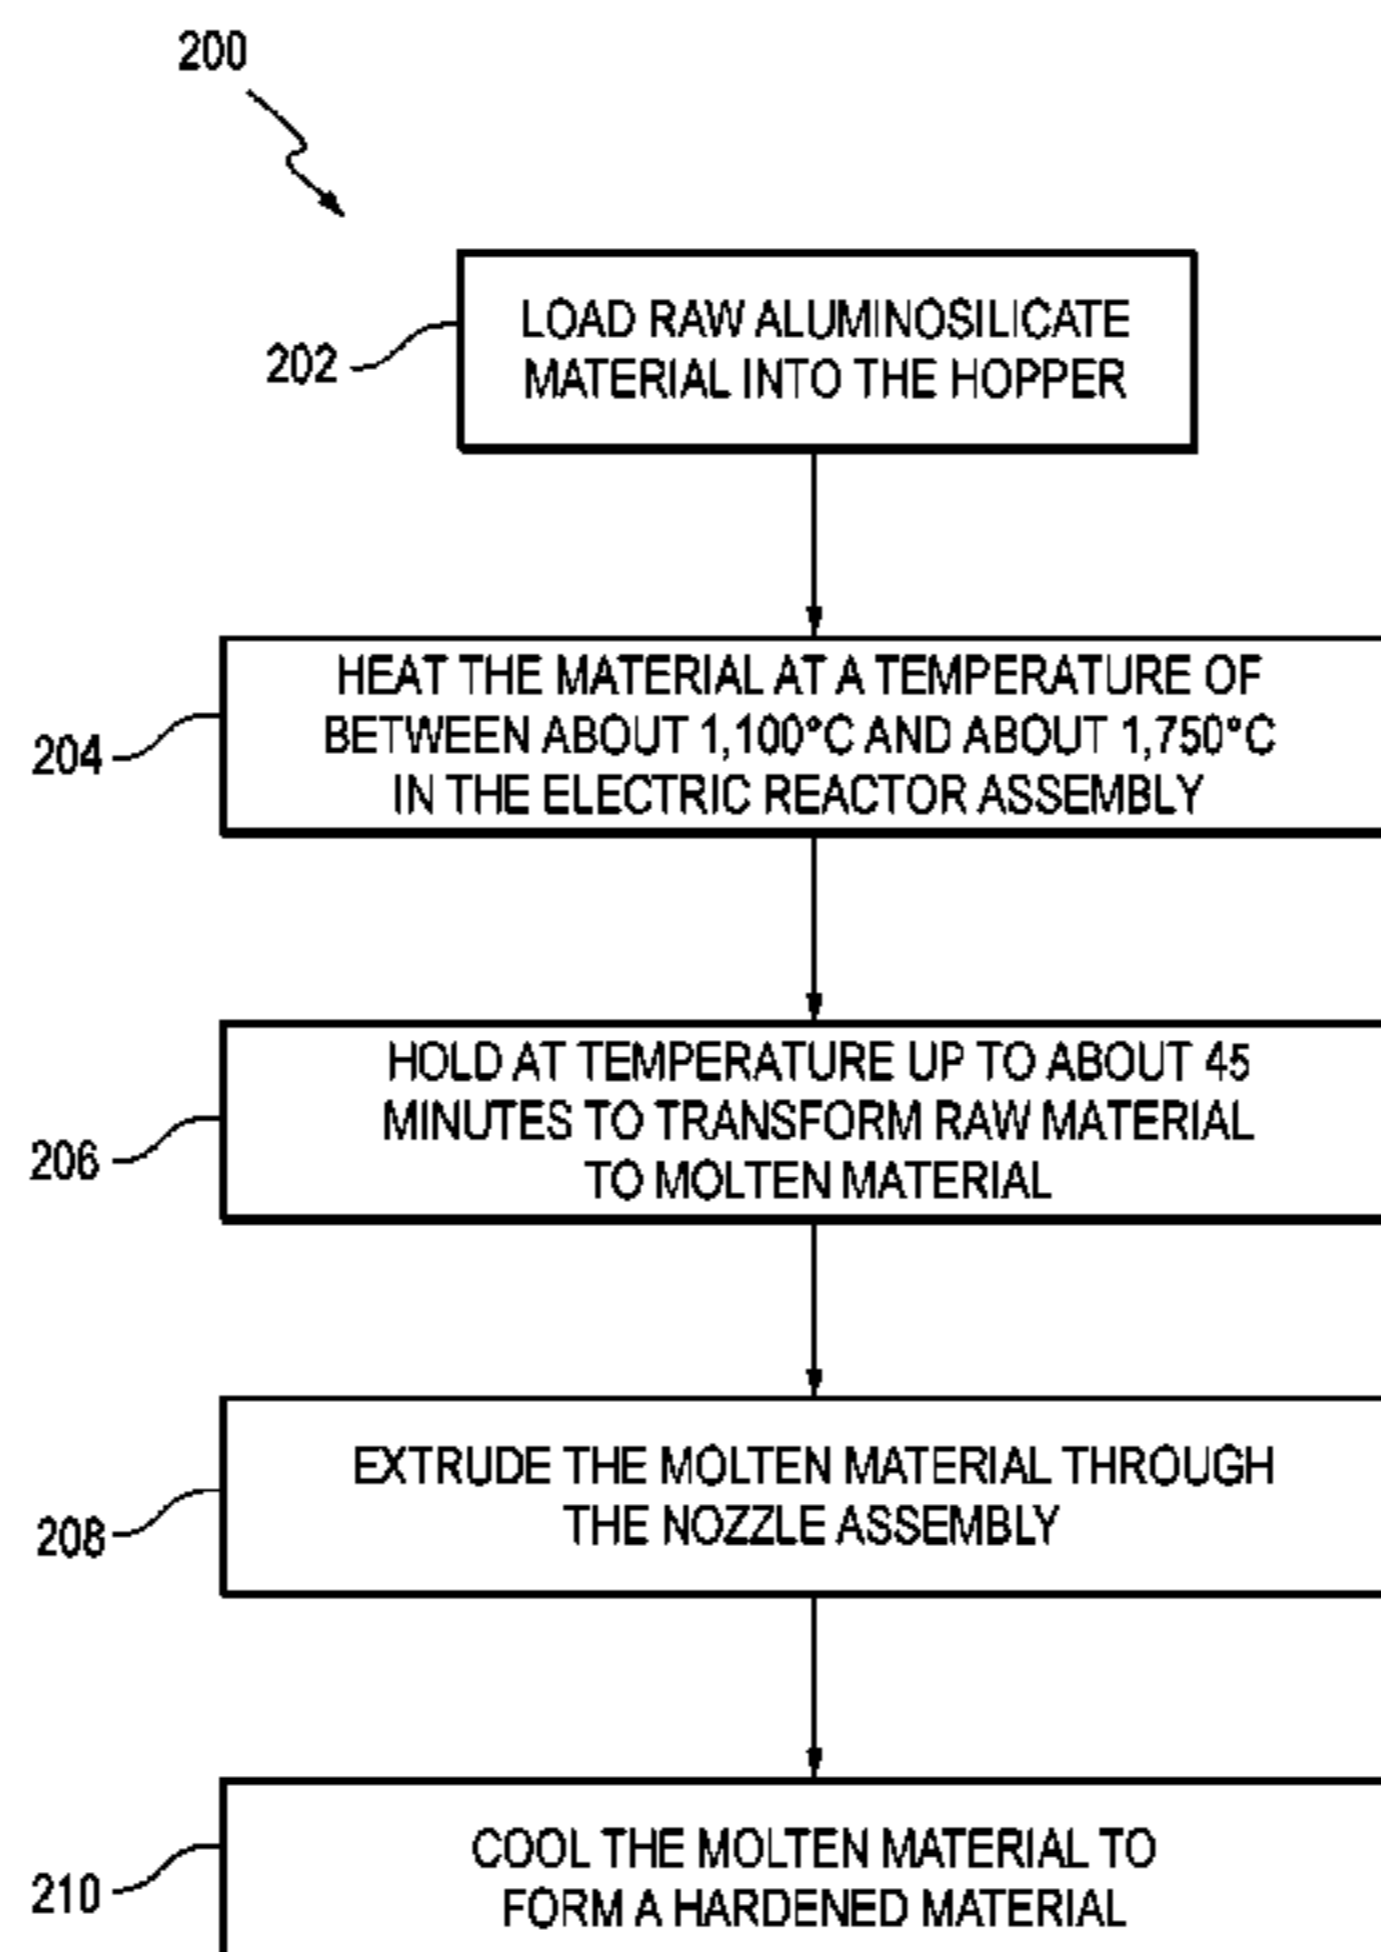 200
202
LOAD RAW ALUMINOSILICATE
MATERIAL INTO THE HOPPER
204
HEAT THE MATERIAL AT A TEMPERATURE OF
BETWEEN ABOUT 1,100°C AND ABOUT 1,750°C
IN THE ELECTRIC REACTOR ASSEMBLY
206
HOLD AT TEMPERATURE UP TO ABOUT 45
MINUTES TO TRANSFORM RAW MATERIAL
TO MOLTEN MATERIAL
208
EXTRUDE THE MOLTEN MATERIAL THROUGH
THE NOZZLE ASSEMBLY
210
COOL THE MOLTEN MATERIAL TO
FORM A HARDENED MATERIAL